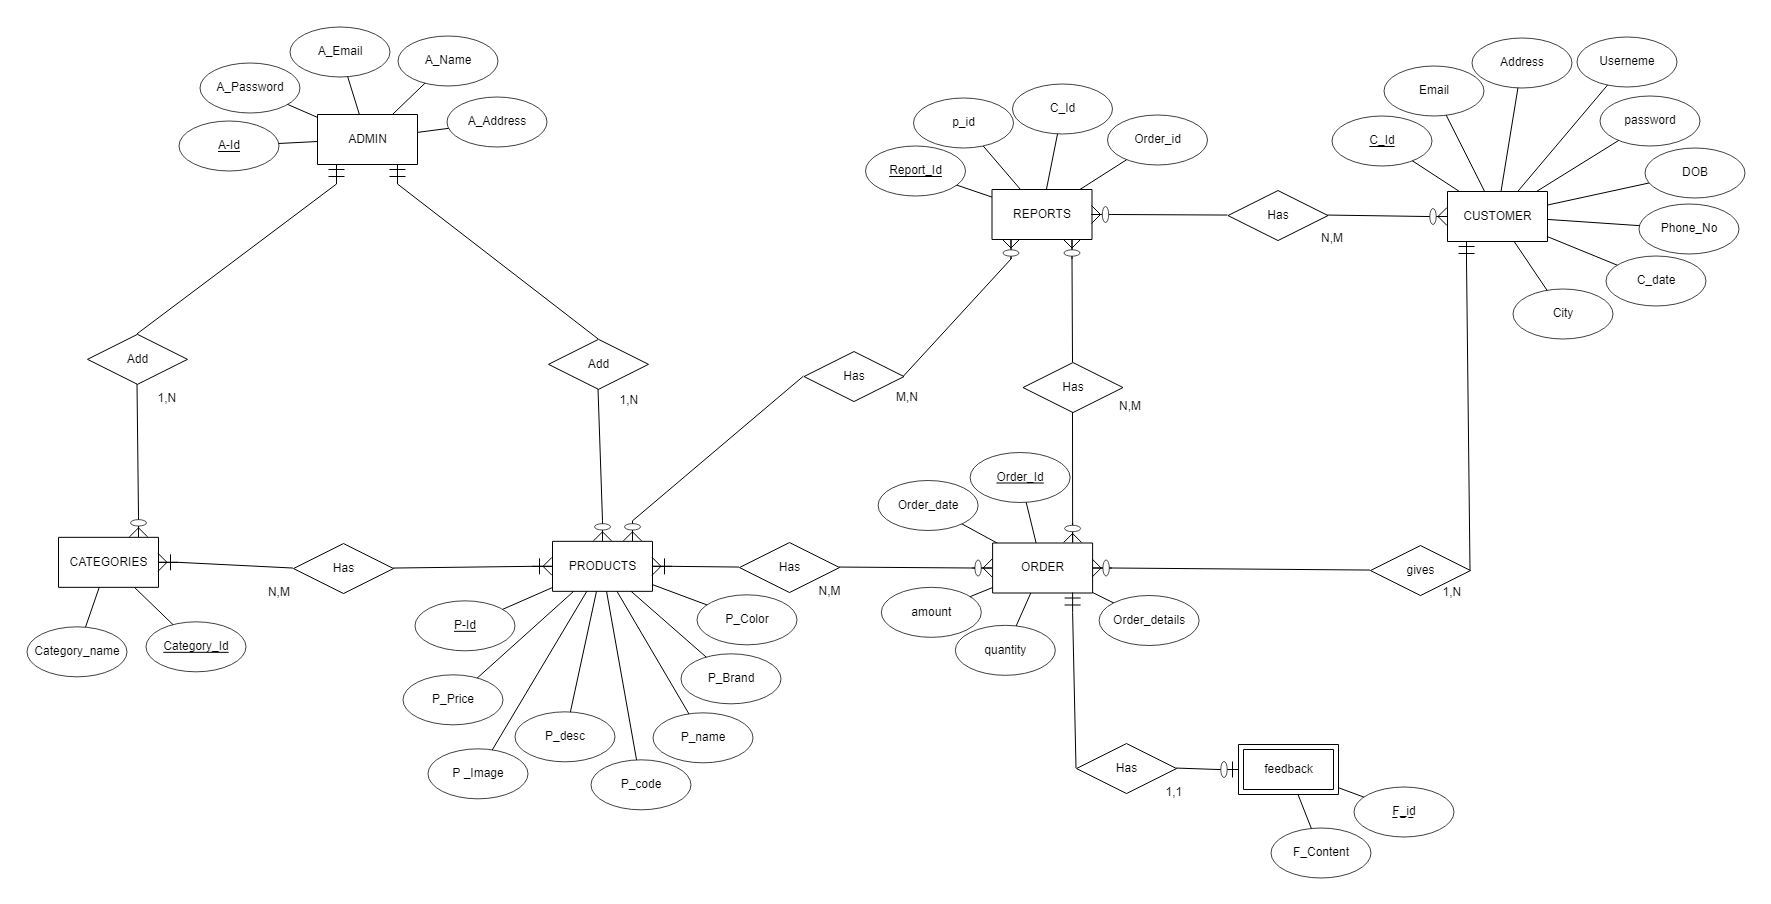 A_Email
A_Name
A_Password
A_Address
A-Id
ADMIN
Add
1,N
Add
1,N
C_Id
p_id
Order_id
Report_Id
REPORTS
Has
N,M
Address
Userneme
Email
password
C_Id
DOB
CUSTOMER
Phone_No
C_date
City
Has
M,N
Has
N,M
CATEGORIES
Category_name
Category_Id
Has
N,M
PRODUCTS
P-Id
P_Price
P _Image
P_desc
P_code
P_name
P_Brand
P_Color
Has
N,M
Order_Id
Order_date
ORDER
amount
quantity
Order_details
gives
1,N
Has
1,1
feedback
F_id
F_Content